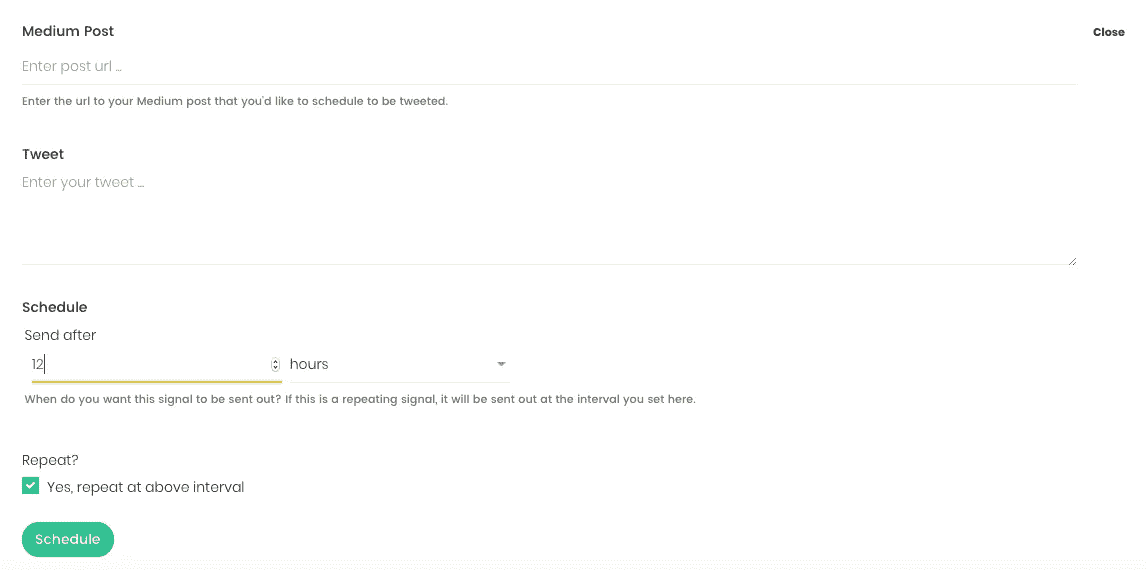 Medium Post
Close
Enter post url ...
Enter the url to your Medium post that you'd like to schedule to be tweeted.
Tweet
Enter your tweet ...
Schedule
Send after
12
hours
When do you want this signal to be sent out? If this is a repeating signal, it will be sent out at the interval you set here.
Repeat?
Yes, repeat at above interval
Schedule